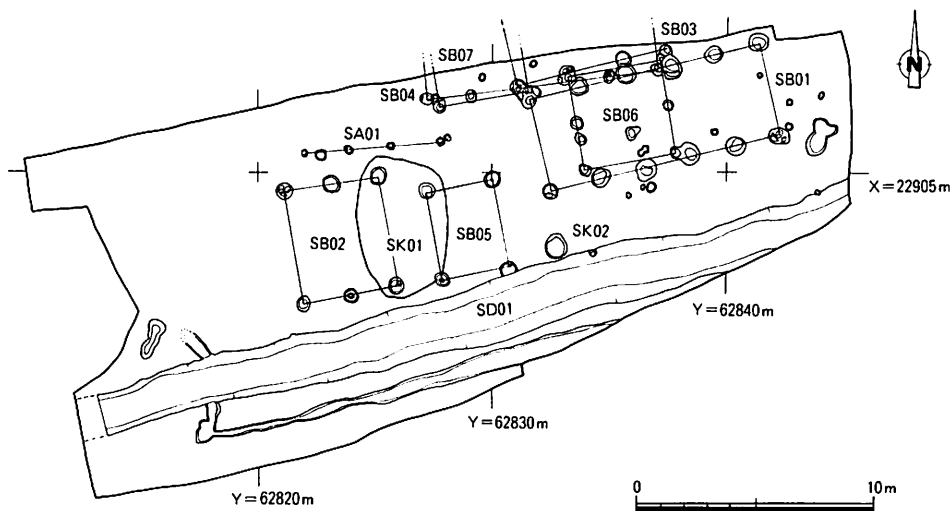 SB03
SB07
N
SB04
SB01
SB06
SA01
X=22905m
SB02
SK01
SB05
SK02
SD01
Y=62840m
Y=62830m
Y=62820m
0
10m